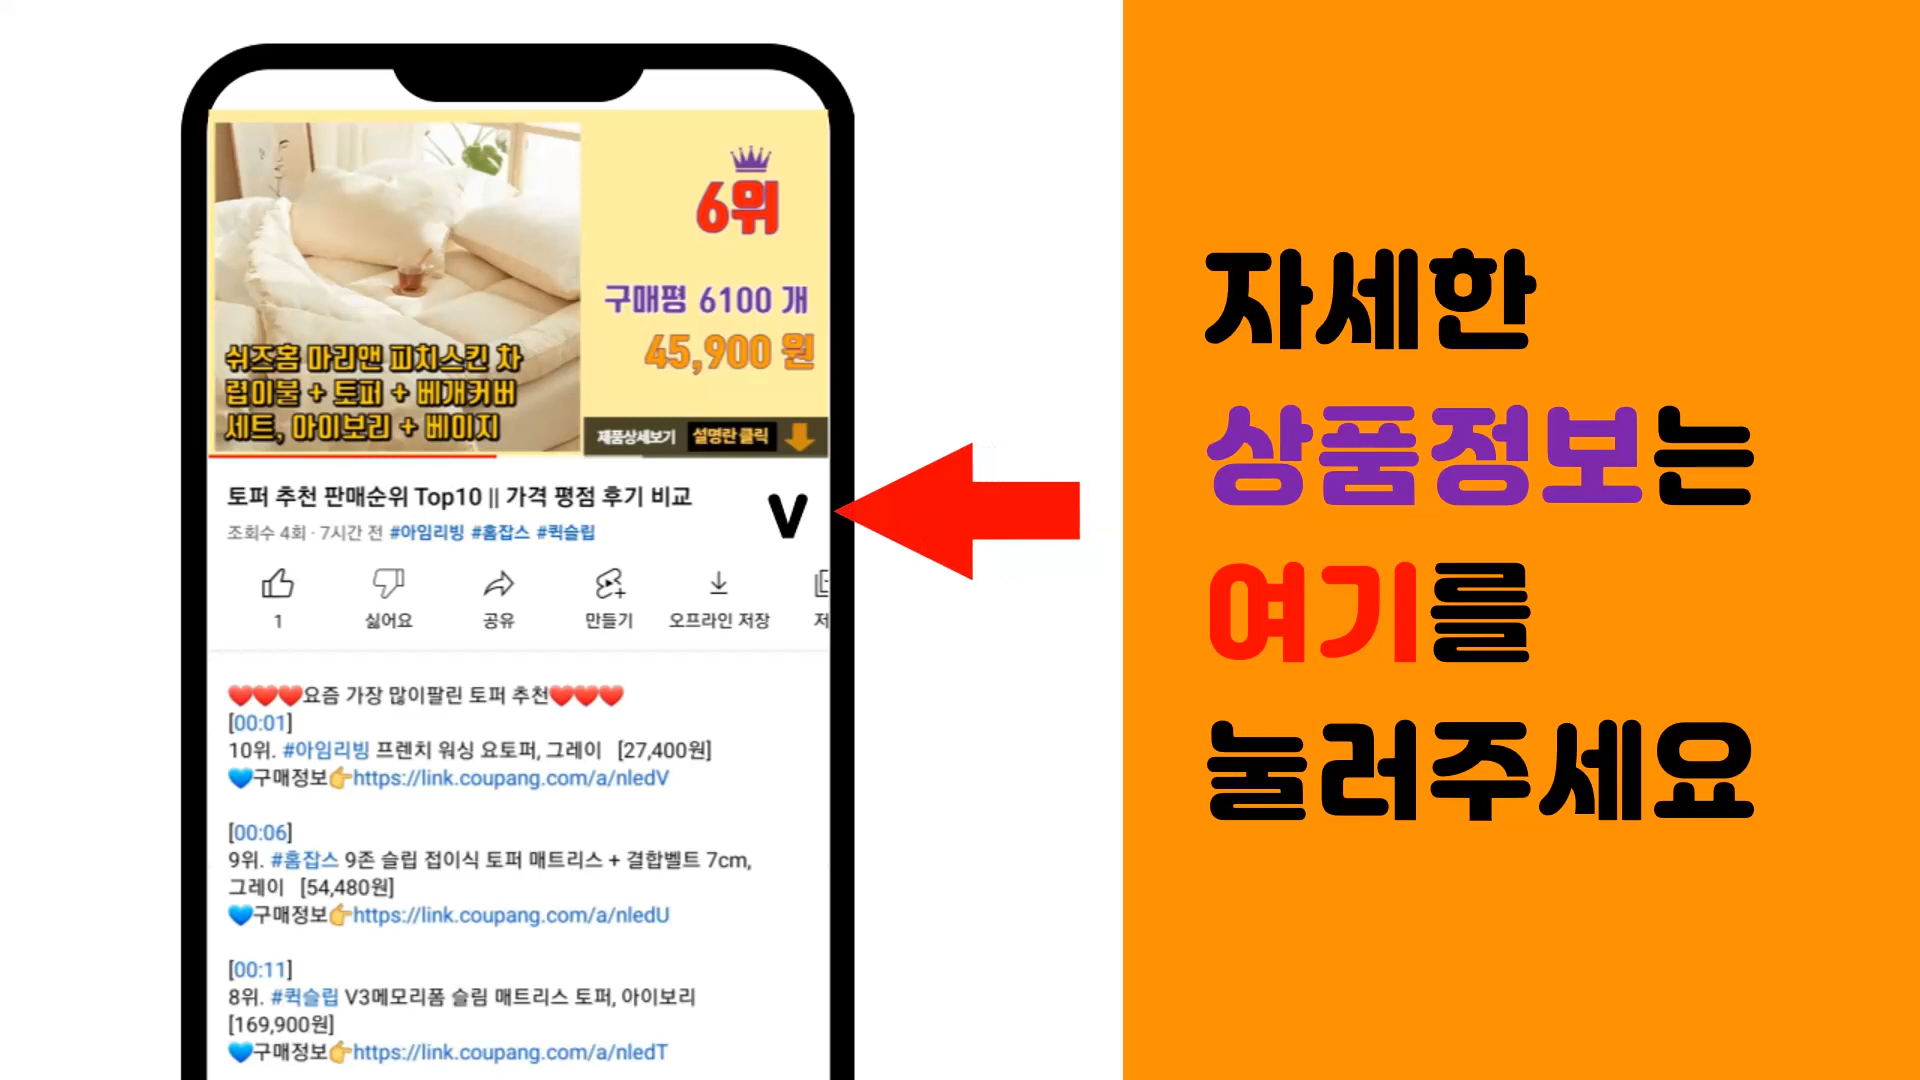 6위
구매평 6100 개
45,900 원
쉬즈홈 마리앤 피치스킨 차
렵이불 + 토퍼 + 베개커버
세트, 아이보리 + 베이지
제품상세보기 설명란 클릭
토퍼 추천 판매순위 Top10 || 가격 평점 후기 비교
V
조회수 4회 · 7시간 전 #아임리빙 #홈잡스 #퀵슬립
1 싫어요 공유 만들기 오프라인 저장 저
❤️❤️❤️요즘 가장 많이팔린 토퍼 추천❤️❤️❤️
[00:01]
10위. #아임리빙 프렌치 워싱 요토퍼, 그레이 [27,400원]
💙구매정보👉https://link.coupang.com/a/nledV
[00:06]
9위. #홈잡스 9존 슬립 접이식 토퍼 매트리스 + 결합벨트 7cm,
그레이 [54,480원]
💙구매정보👉https://link.coupang.com/a/nledU
[00:11]
8위. #퀵슬립 V3메모리폼 슬림 매트리스 토퍼, 아이보리
[169,900원]
💙구매정보👉https://link.coupang.com/a/nledT
자세한
상품정보는
여기를
눌러주세요